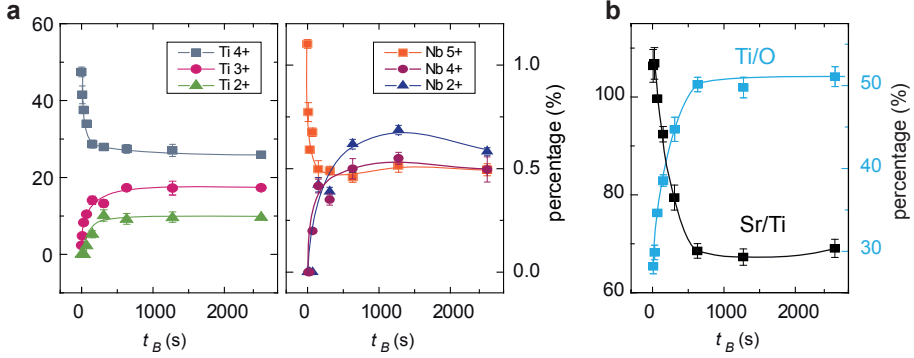 a
60
40
20
0
Ti 4+
Ti 3+
Ti 2+
0
1000
2000
t B (s)
Nb 5+
Nb 4+
Nb 2+
1.0
0.5
0.0
percentage (%)
0
1000
2000
t B (s)
b
100
80
60
Ti/O
Sr/Ti
50
40
30
percentage (%)
0
1000
2000
t B (s)